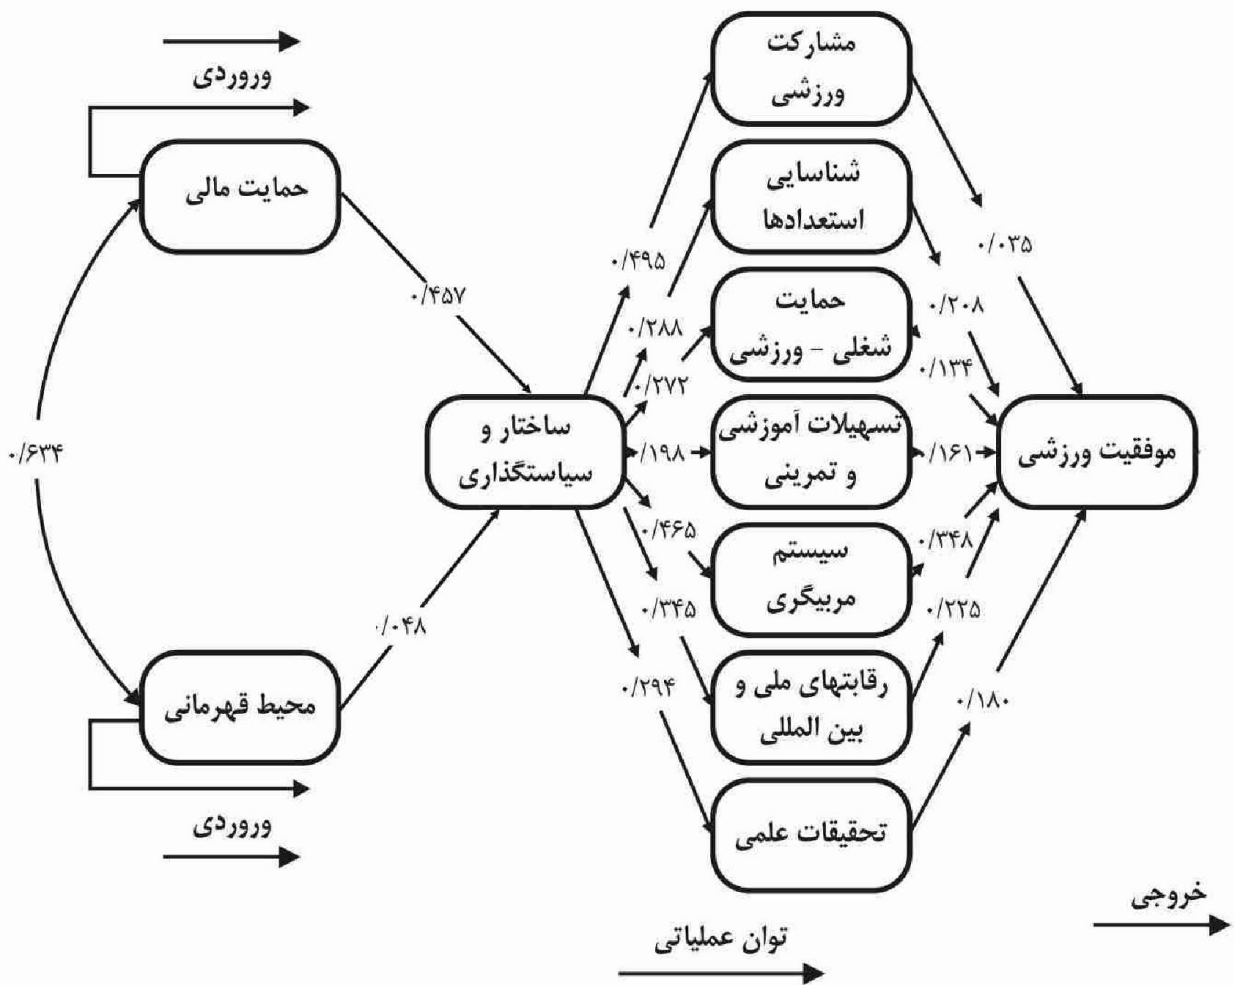 ورودی
حمایت مالی
۰/۶۳۴
محیط قهرمانی
ورودی
۰/۴۵۷
۰/۰۴۸
ساختار و
سیاستگذاری
۰/۴۹۵
۰/۲۸۸
۰/۲۷۲
۰/۱۹۸
۰/۴۶۵
۰/۳۴۵
۰/۲۹۴
مشارکت
ورزشی
شناسایی
استعدادها
حمایت
شغلی - ورزشی
تسهیلات آموزشی
و تمرینی
سیستم
مربیگری
رقابتهای ملی و
بین المللی
تحقیقات علمی
۰/۰۳۵
۰/۲۰۸
۰/۱۳۴
۰/۱۶۱
۰/۳۴۸
۰/۲۲۵
۰/۱۸۰
موفقیت ورزشی
توان عملیاتی
خروجی